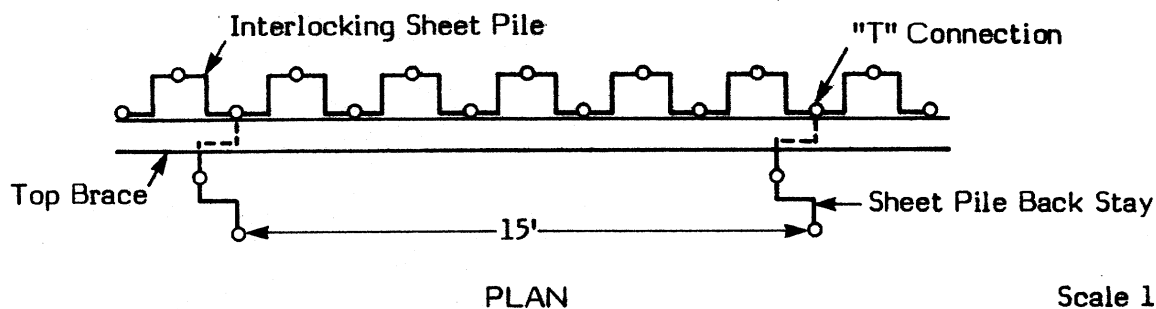 Interlocking Sheet Pile
"T" Connection
Top Brace
Sheet Pile Back Stay
15'
PLAN
Scale 1